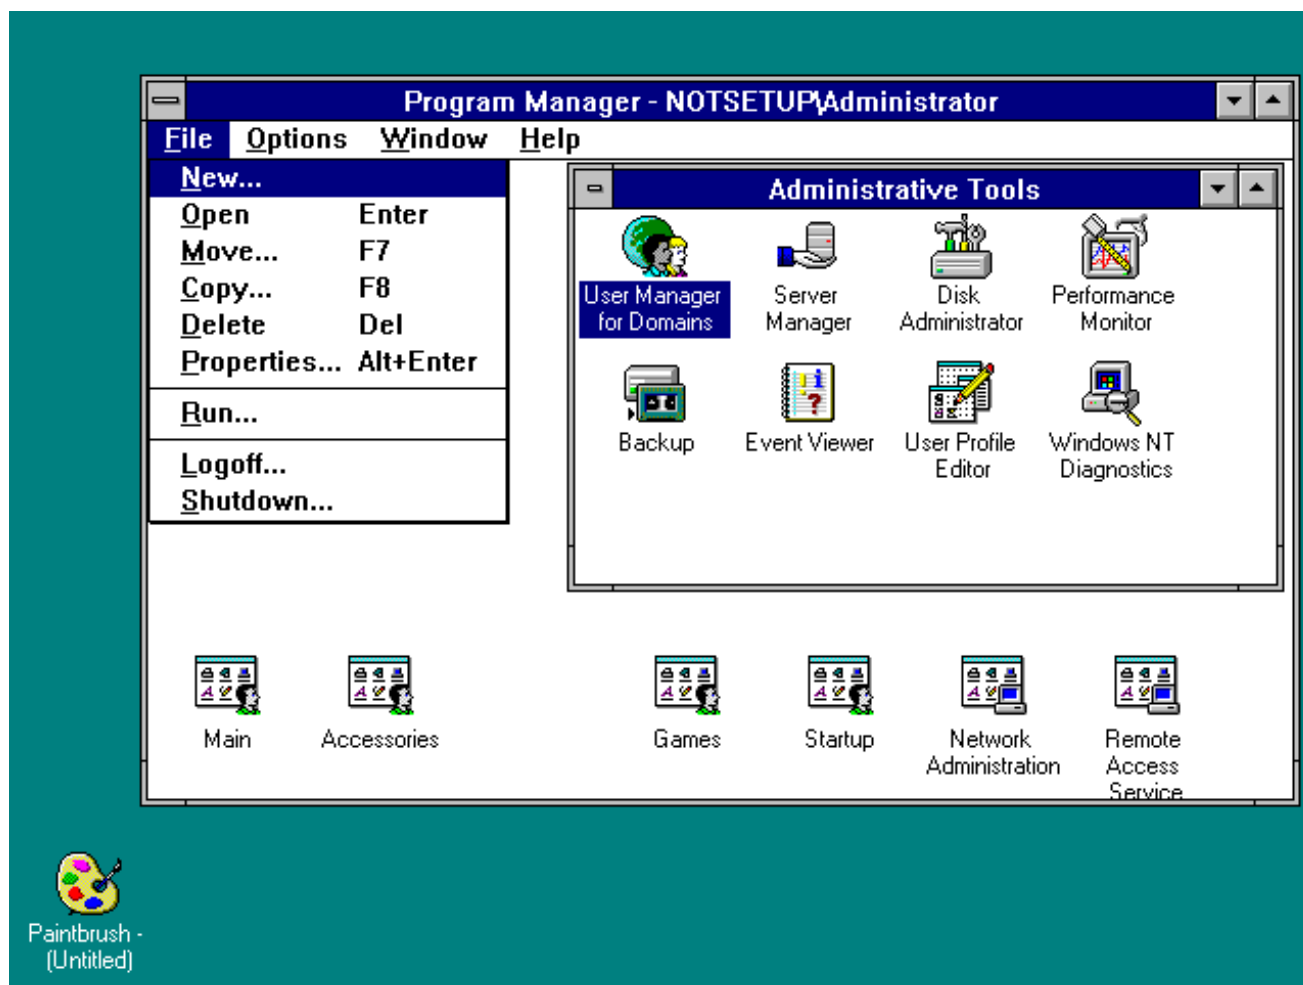 Program Manager - NOTSETUP\Administrator
File Options Window Help
New...
Open Enter
Move... F7
Copy... F8
Delete Del
Properties... Alt+Enter
Run...
Logoff...
Shutdown...
Administrative Tools
User Manager
for Domains
Server
Manager
Disk
Administrator
Performance
Monitor
Backup
Event Viewer
User Profile
Editor
Windows NT
Diagnostics
Main
Accessories
Games
Startup
Network
Administration
Remote
Access
Service
Paintbrush -
(Untitled)